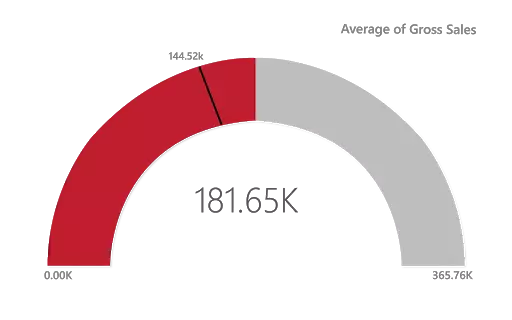 Average of Gross Sales
144.52k
181.65K
0.00K
365.76K